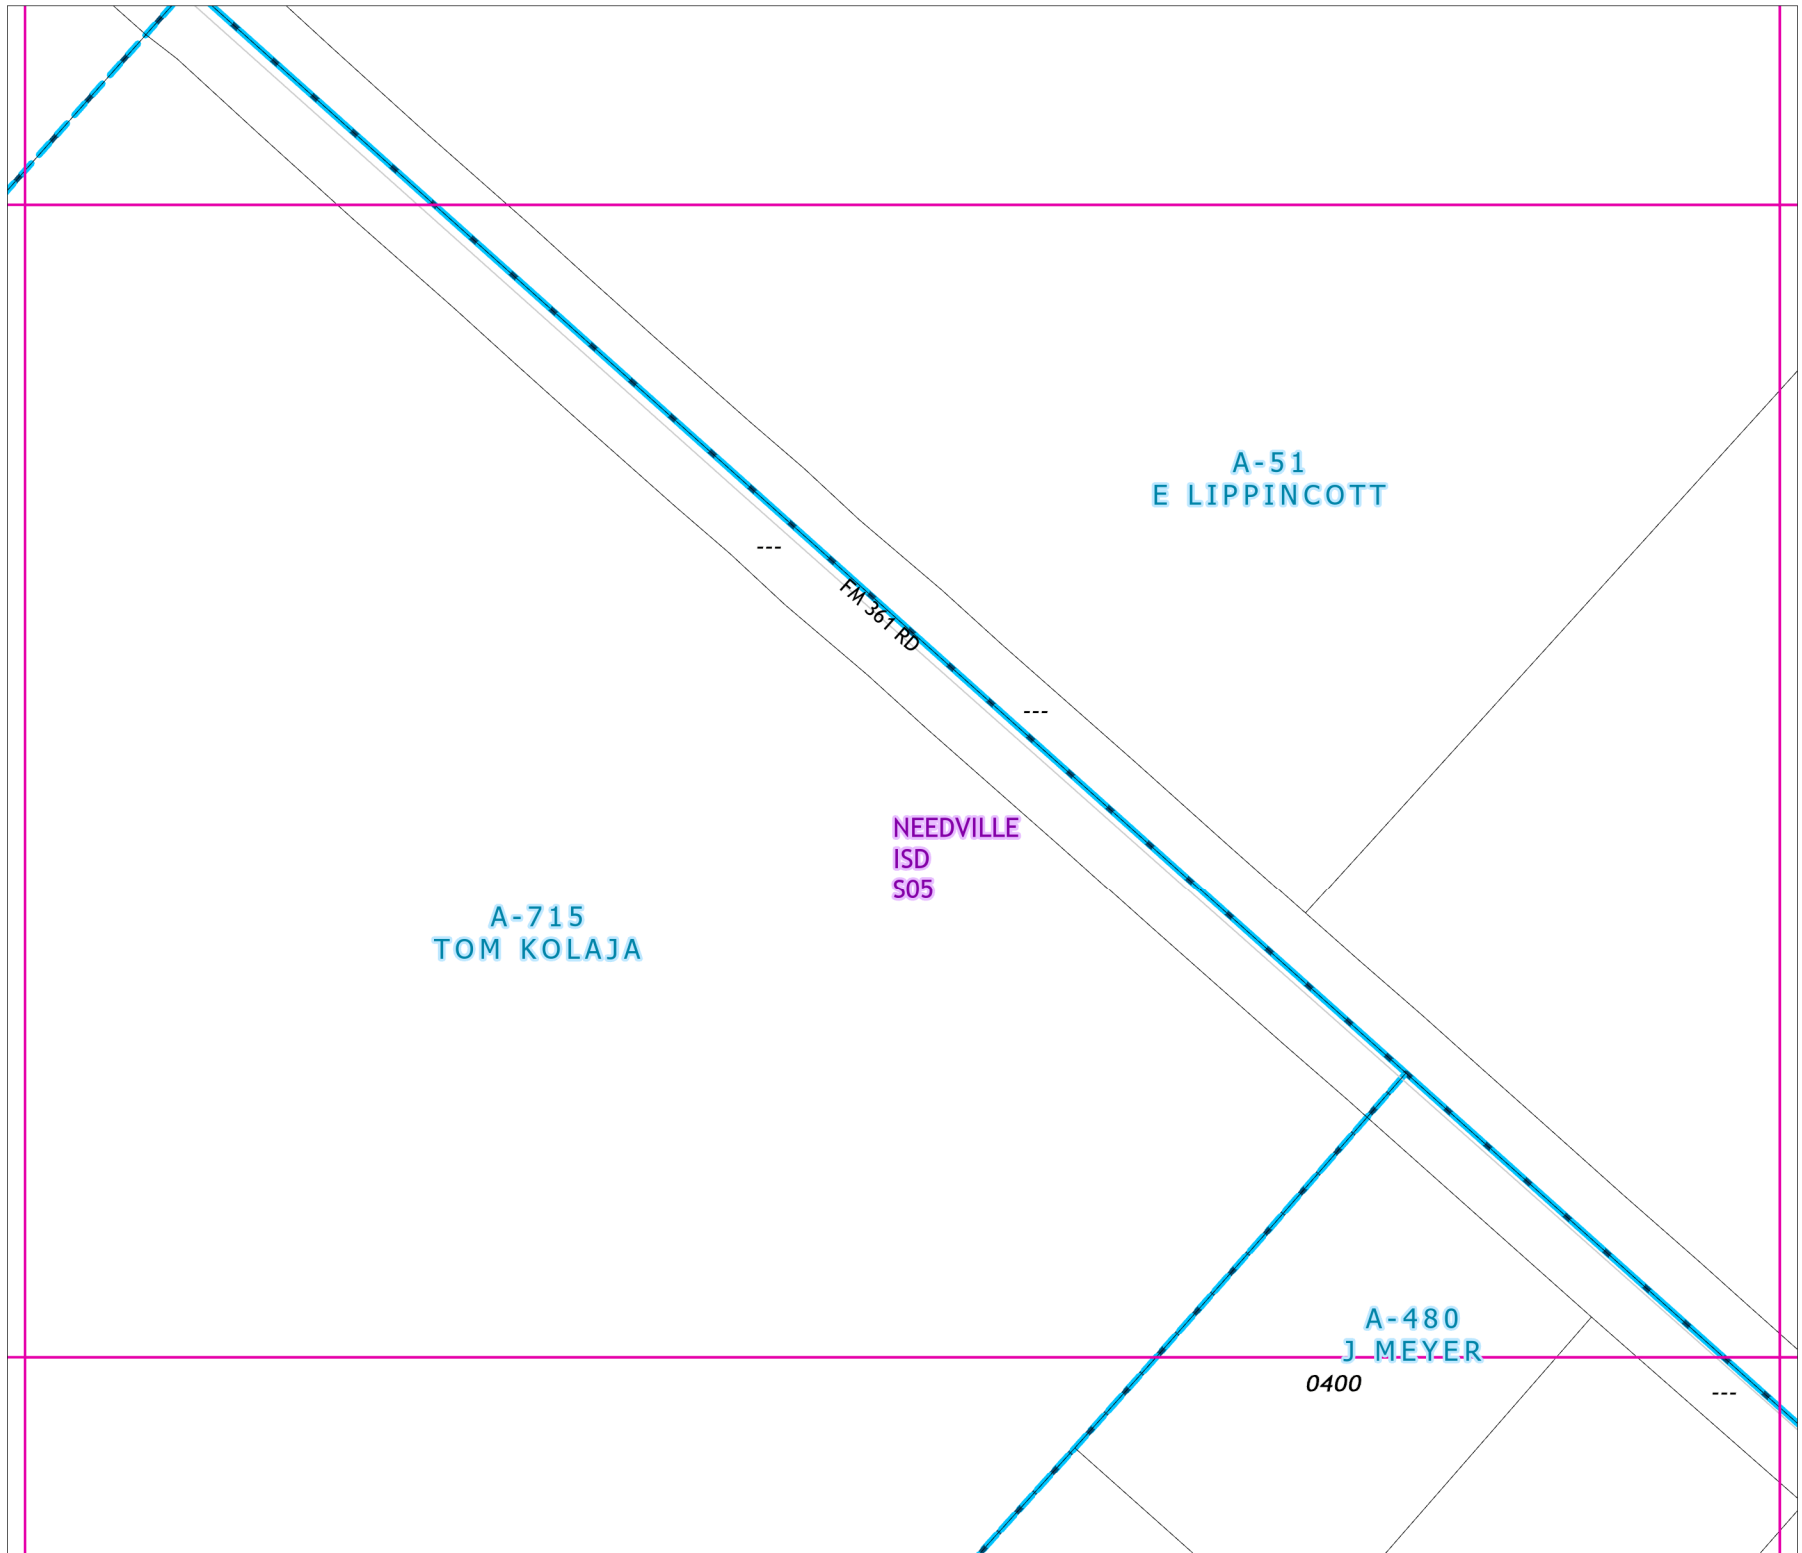 A-51
E LIPPINCOTT
---
FM 361 RD
---
NEEDVILLE
ISD
S05
A-715
TOM KOLAJA
A-480
J MEYER
0400
---